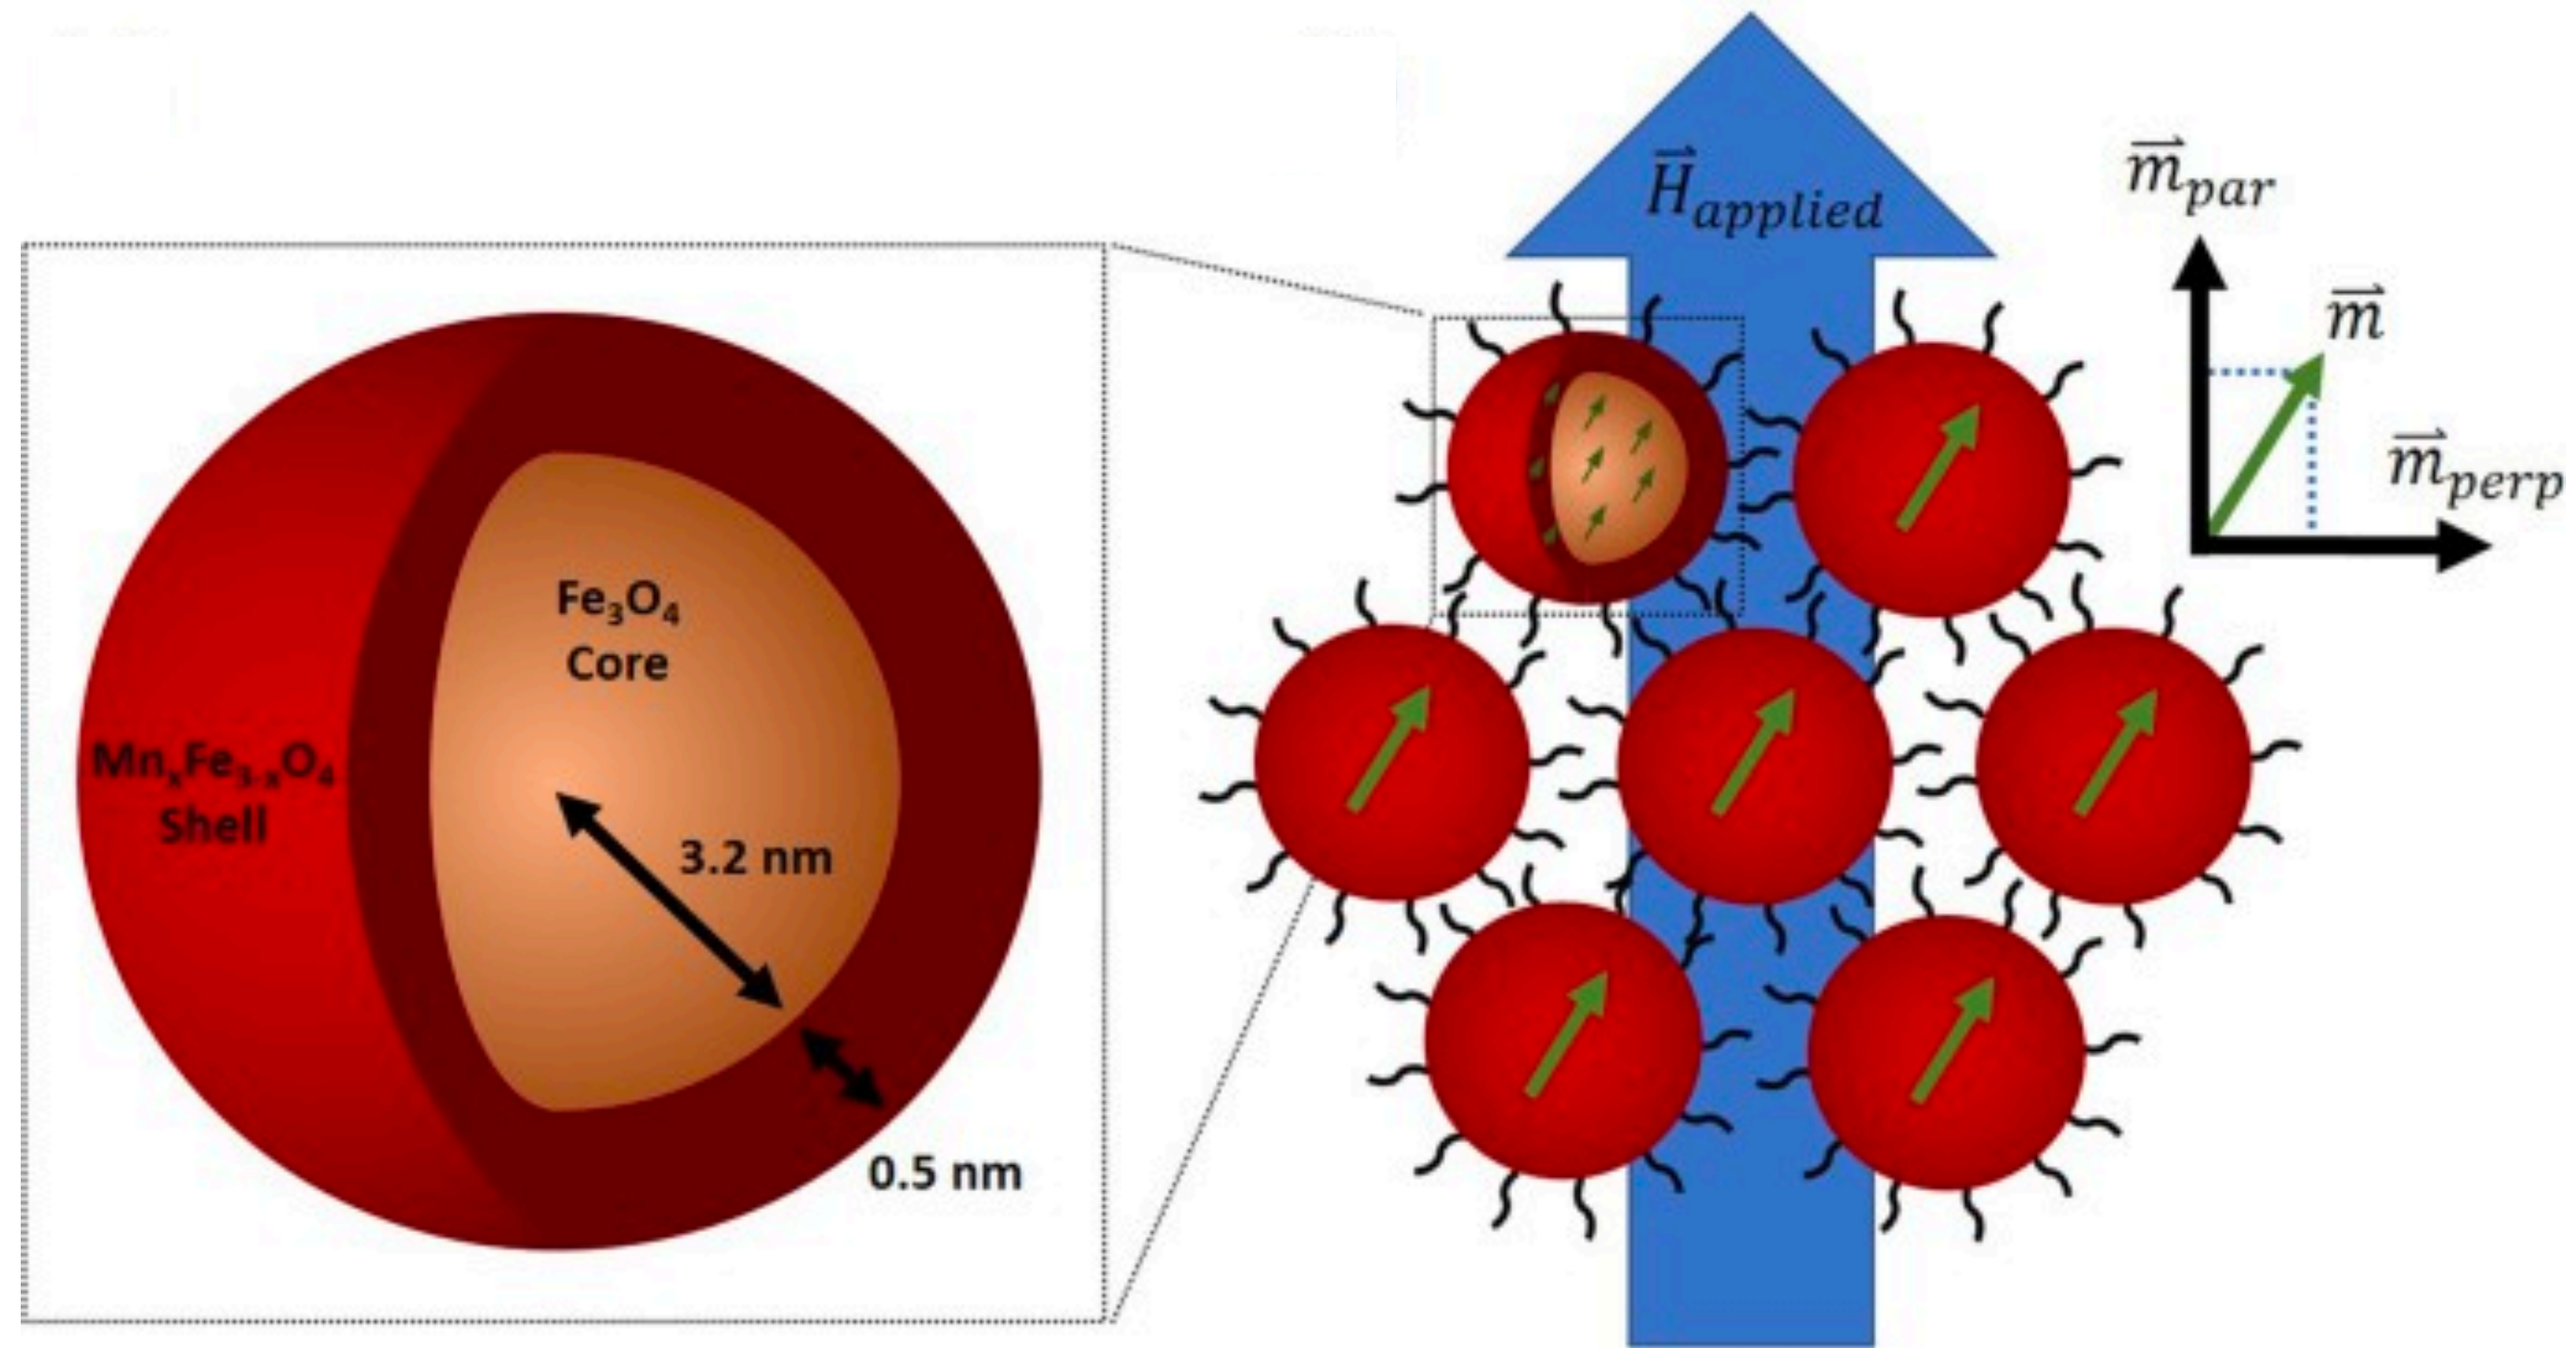 Fe₃O₄
Core
MnₓFe₃₋ₓO₄
Shell
3.2 nm
0.5 nm
H⃗applied
m⃗par
m⃗
m⃗perp